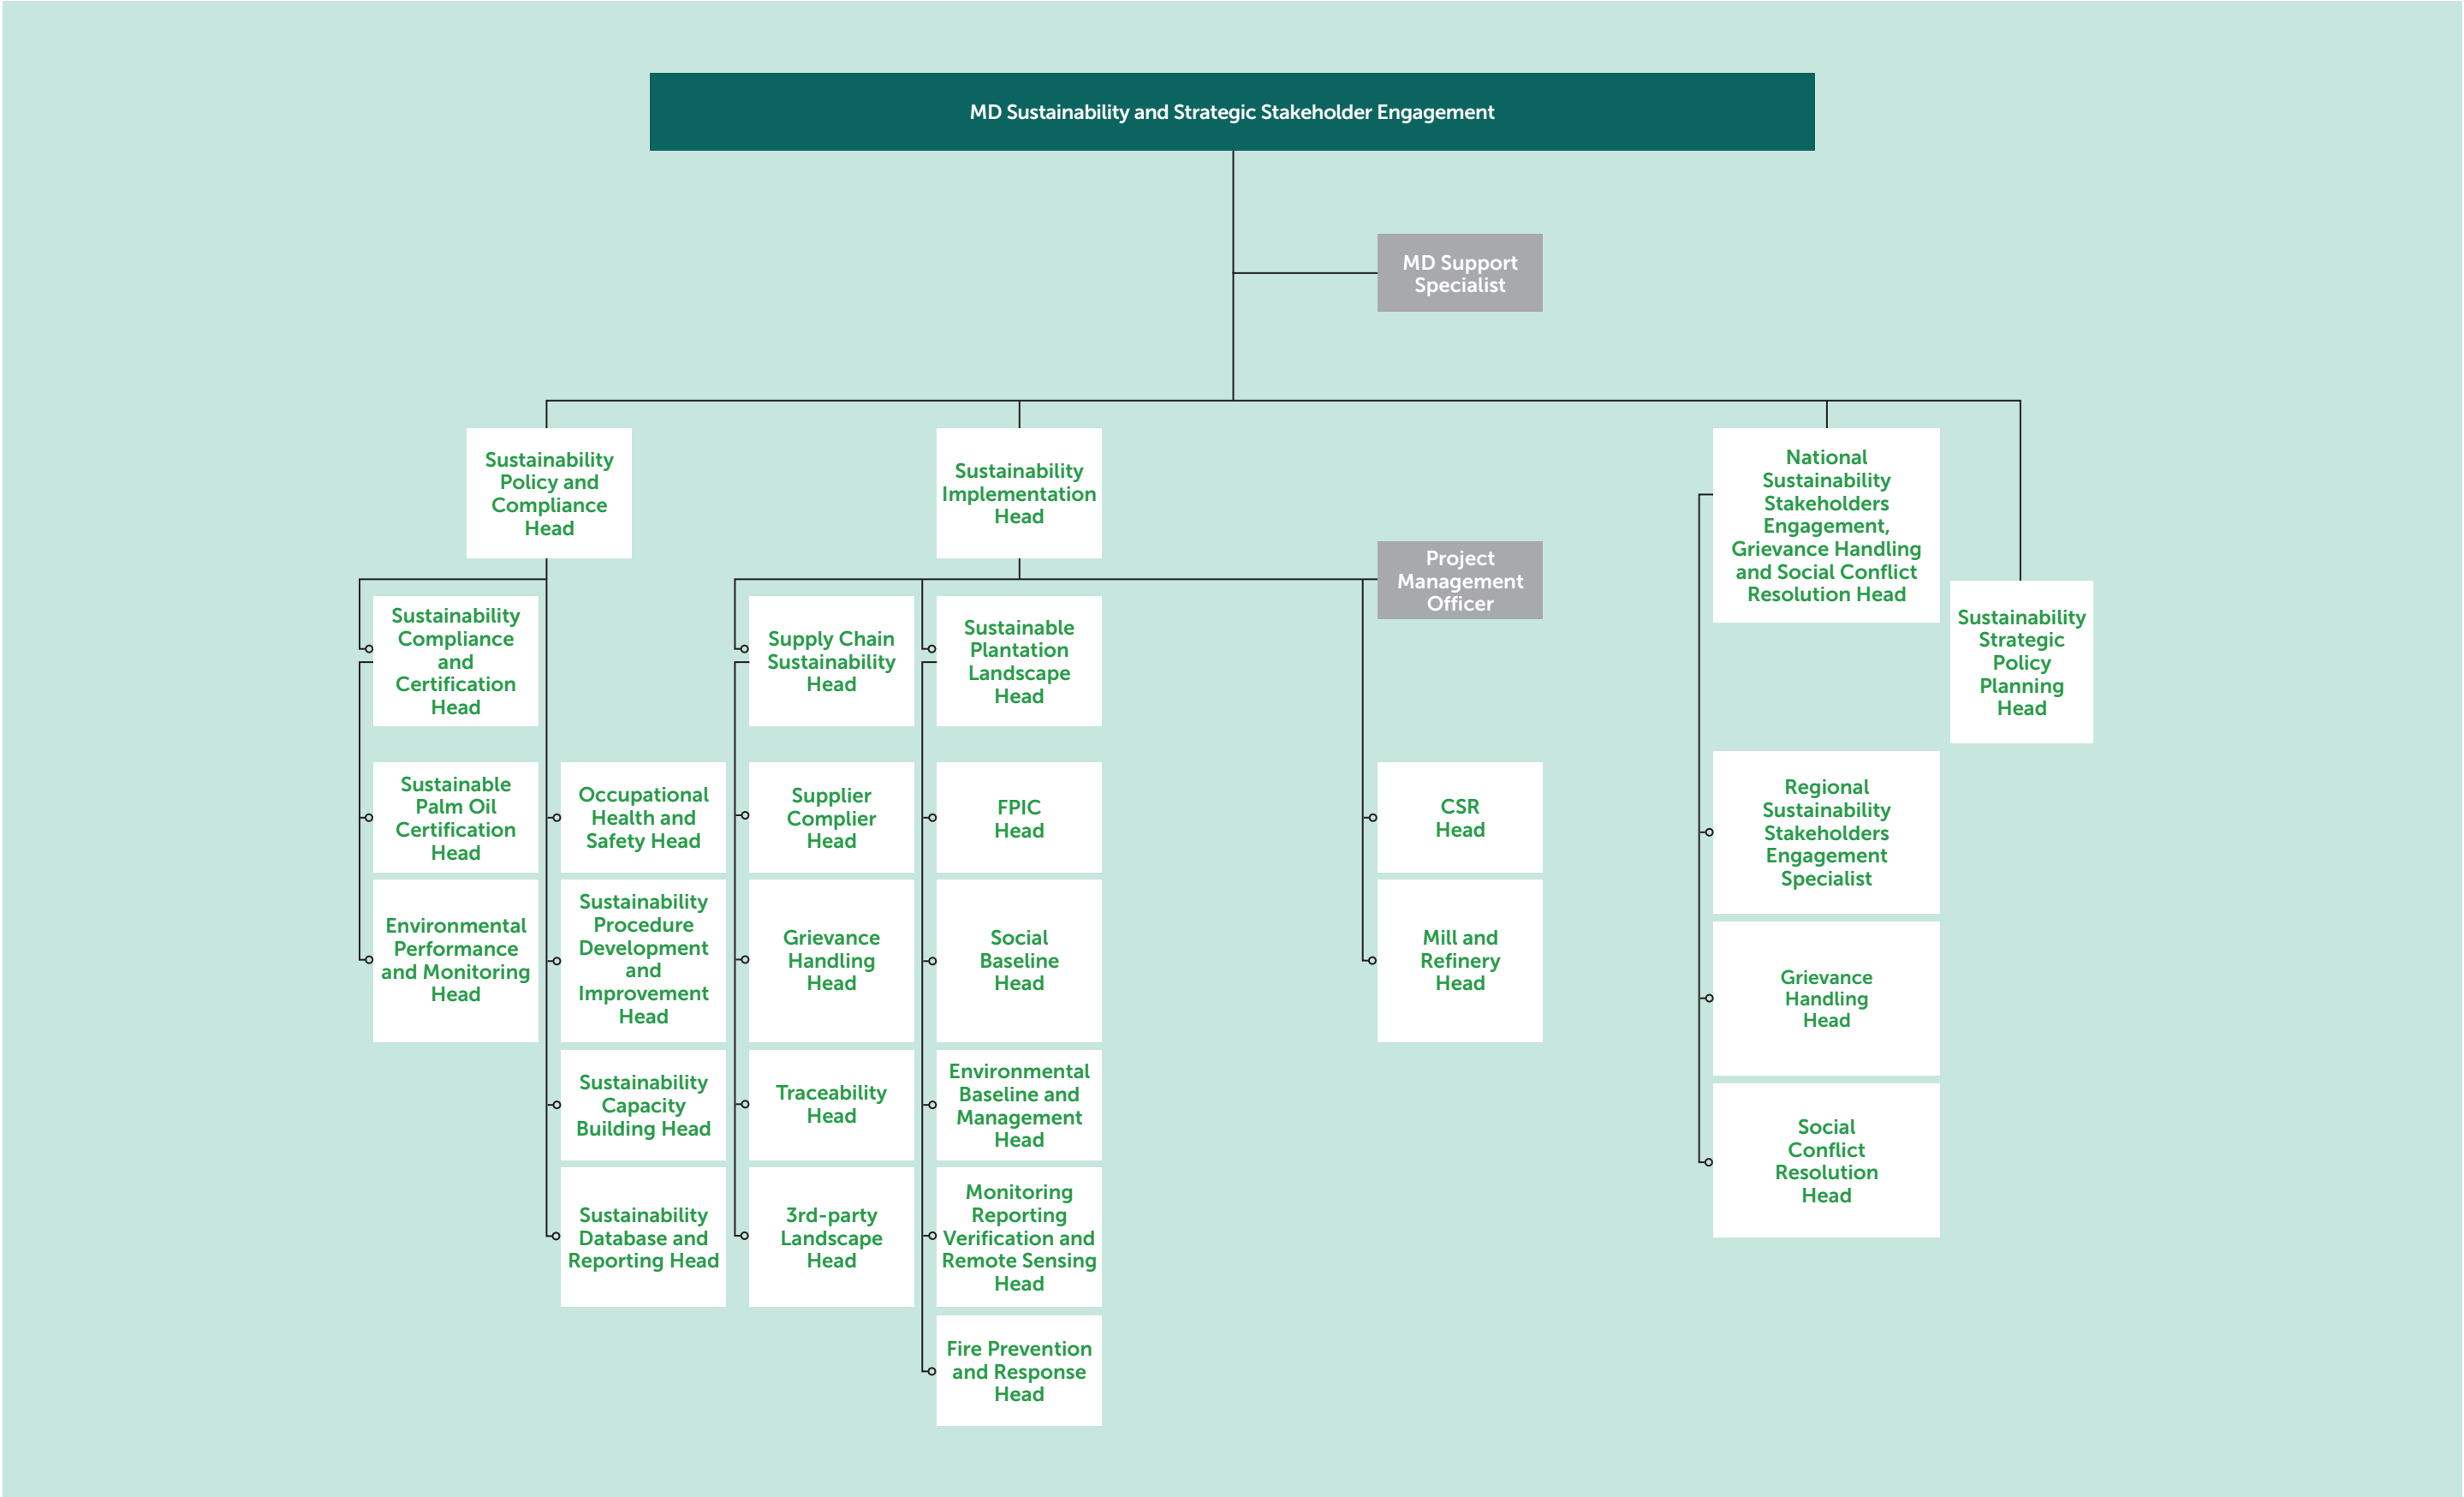 MD Sustainability and Strategic Stakeholder Engagement
MD Support
Specialist
Sustainability
Policy and
Compliance
Head
Sustainability
Implementation
Head
National
Sustainability
Stakeholders
Engagement,
Grievance Handling
and Social Conflict
Resolution Head
Project
Management
Officer
Sustainability
Strategic
Policy
Planning
Head
Sustainability
Compliance
and
Certification
Head
Supply Chain
Sustainability
Head
Sustainable
Plantation
Landscape
Head
Sustainable
Palm Oil
Certification
Head
Occupational
Health and
Safety Head
Supplier
Complier
Head
FPIC
Head
CSR
Head
Regional
Sustainability
Stakeholders
Engagement
Specialist
Environmental
Performance
and Monitoring
Head
Sustainability
Procedure
Development
and
Improvement
Head
Grievance
Handling
Head
Social
Baseline
Head
Mill and
Refinery
Head
Grievance
Handling
Head
Sustainability
Capacity
Building Head
Traceability
Head
Environmental
Baseline and
Management
Head
Social
Conflict
Resolution
Head
Sustainability
Database and
Reporting Head
3rd-party
Landscape
Head
Monitoring
Reporting
Verification and
Remote Sensing
Head
Fire Prevention
and Response
Head